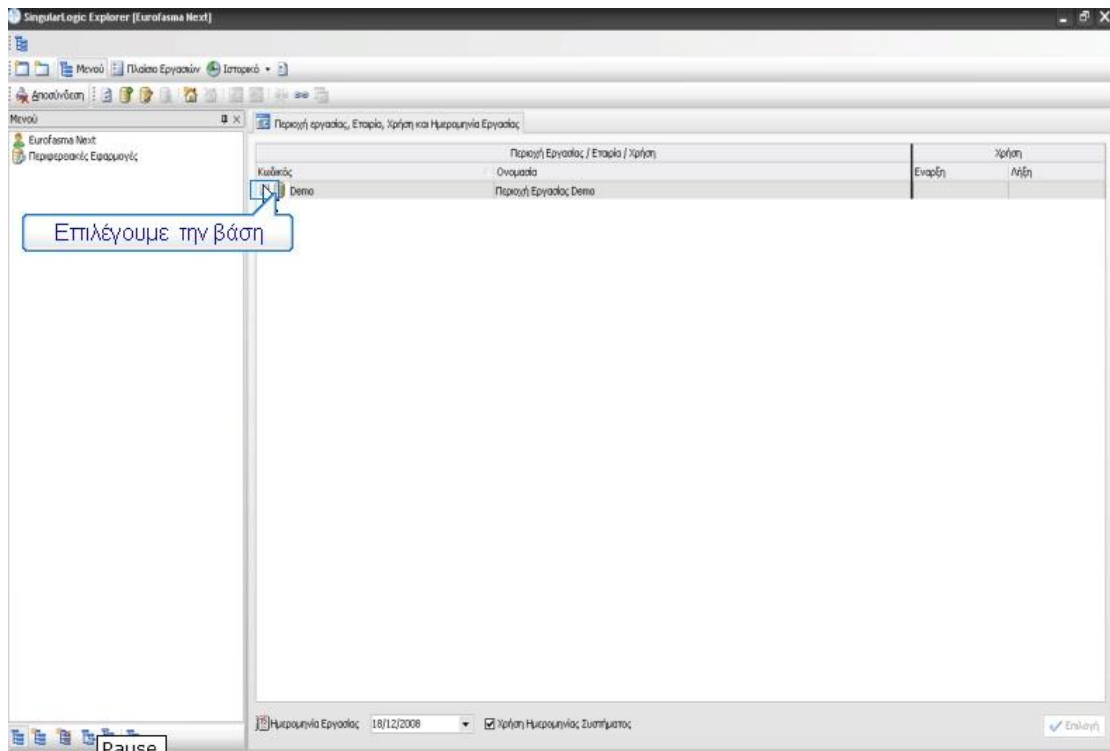 SingularLogic Explorer [Eurofasma Next]
Μενού Πλαίσιο Εργασιών Ιστορικό
Αποσύνδεση
Μενού
Eurofasma Next
Περιφερειακές Εφαρμογές
Περιοχή εργασίας, Εταιρία, Χρήση και Ημερομηνία Εργασίας
Περιοχή Εργασίας / Εταιρία / Χρήση Χρήση
Κωδικός Ονομασία Εναρξη Λήξη
Demo Περιοχή Εργασίας Demo
Επιλέγουμε την βάση
Ημερομηνία Εργασίας 18/12/2008 Χρήση Ημερομηνίας Συστήματος Επιλογή
Pause